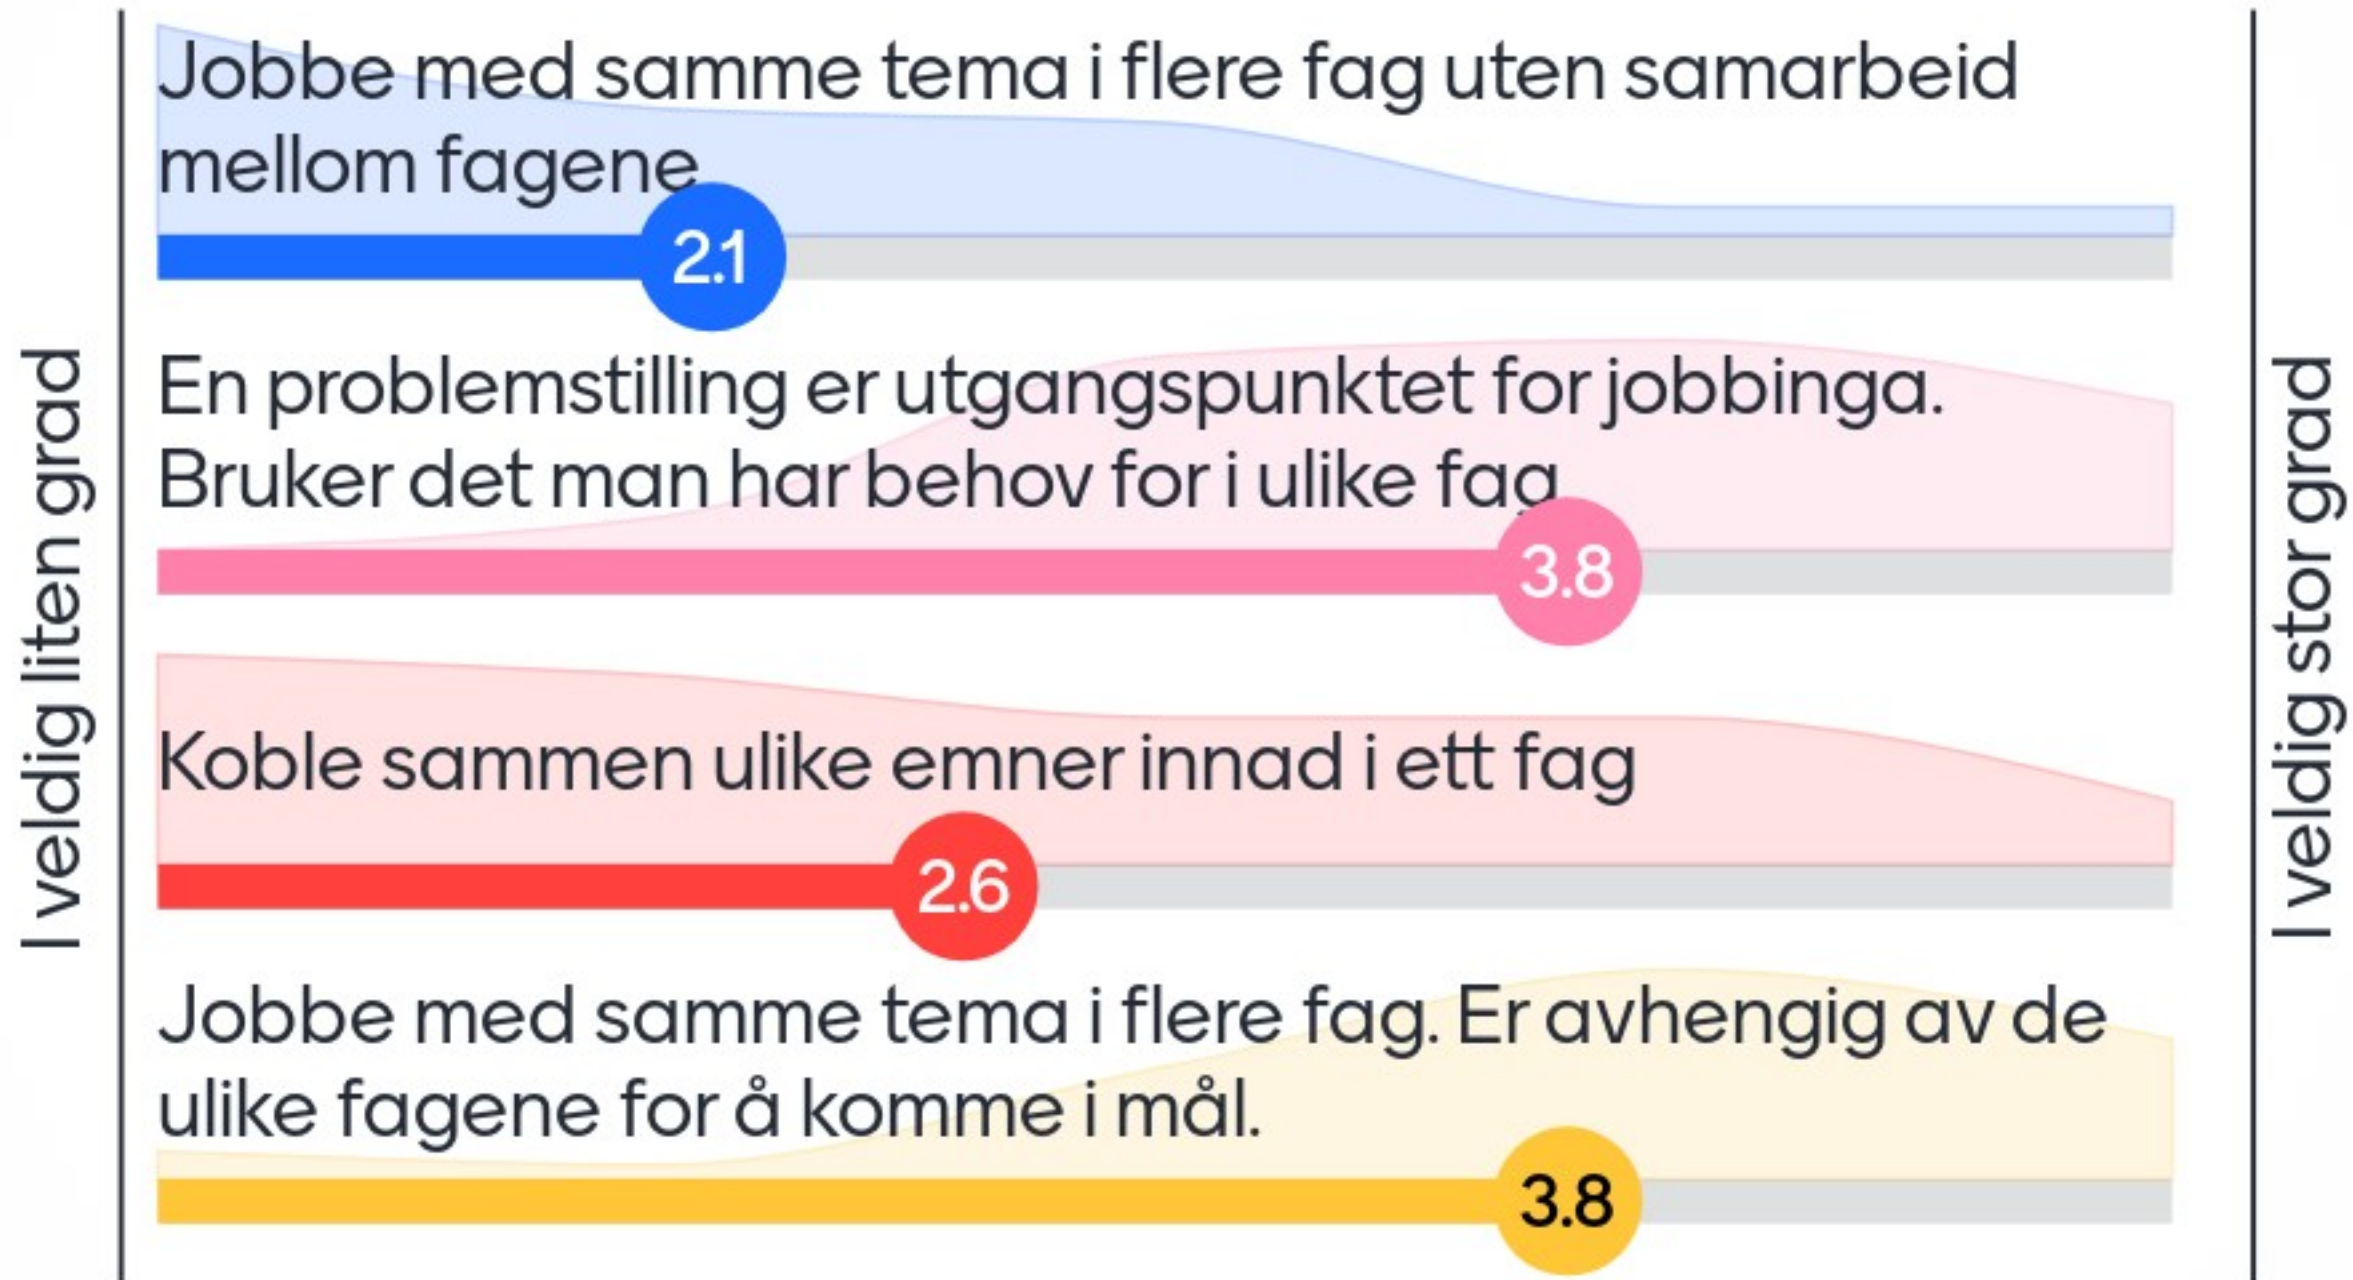 I veldig liten grad
Jobbe med samme tema i flere fag uten samarbeid
mellom fagene
2.1
En problemstilling er utgangspunktet for jobbinga.
Bruker det man har behov for i ulike fag
3.8
Koble sammen ulike emner innad i ett fag
2.6
Jobbe med samme tema i flere fag. Er avhengig av de
ulike fagene for å komme i mål.
3.8
I veldig stor grad